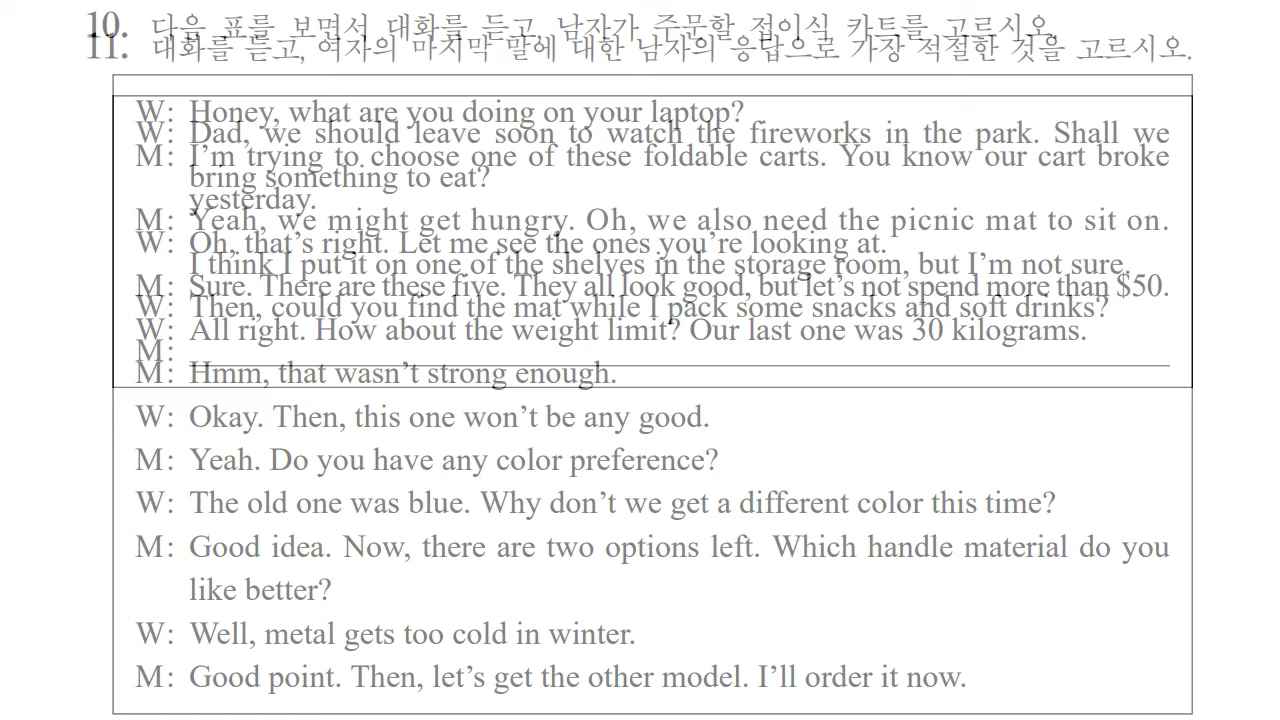 10. 다음 표를 보면서 대화를 듣고, 남자가 주문할 접이식 카트를 고르시오.
11. 대화를 듣고, 여자의 마지막 말에 대한 남자의 응답으로 가장 적절한 것을 고르시오.
W: Honey, what are you doing on your laptop?
W: Dad, we should leave soon to watch the fireworks in the park. Shall we
M: I'm trying to choose one of these foldable carts. You know our cart broke
bring something to eat?
yesterday.
M: Yeah, we might get hungry. Oh, we also need the picnic mat to sit on.
W: Oh, that's right. Let me see the ones you're looking at.
I think I put it on one of the shelves in the storage room, but I'm not sure.
M: Sure. There are these five. They all look good, but let's not spend more than $50.
W: Then, could you find the mat while I pack some snacks and soft drinks?
W: All right. How about the weight limit? Our last one was 30 kilograms.
M:
M: Hmm, that wasn't strong enough.
W: Okay. Then, this one won't be any good.
M: Yeah. Do you have any color preference?
W: The old one was blue. Why don't we get a different color this time?
M: Good idea. Now, there are two options left. Which handle material do you
like better?
W: Well, metal gets too cold in winter.
M: Good point. Then, let's get the other model. I'll order it now.